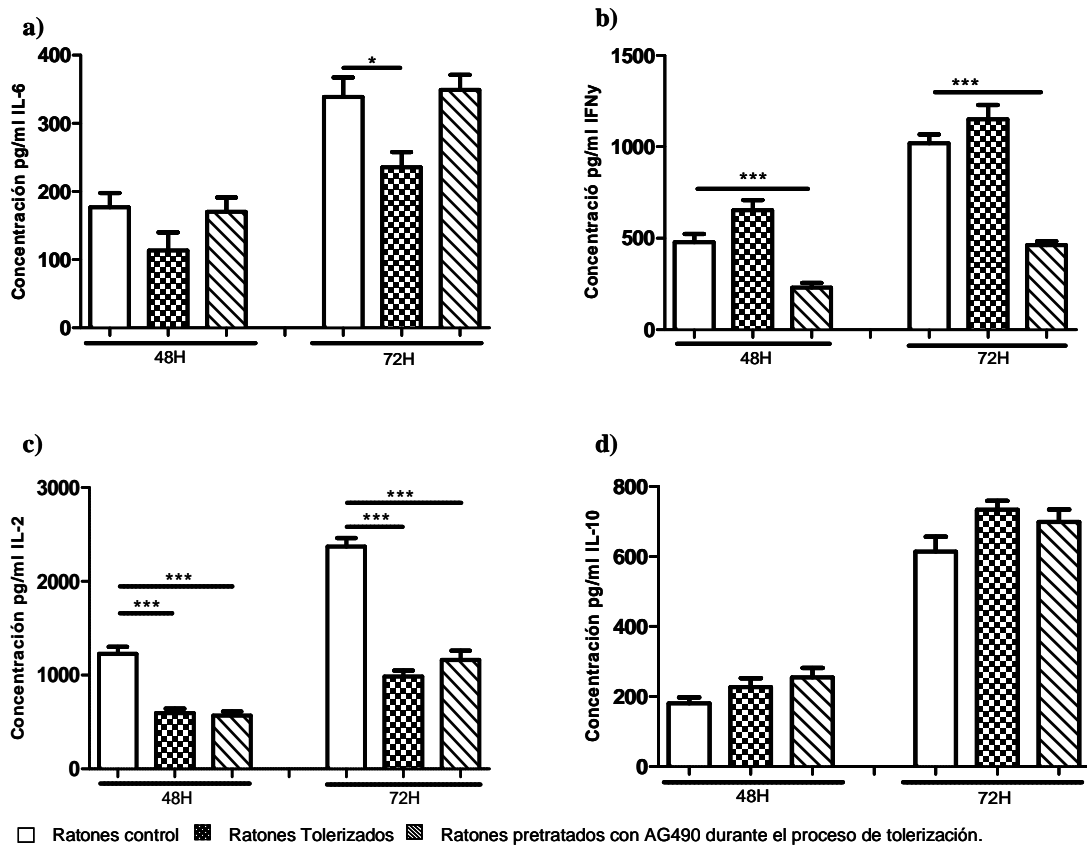 a)
400
300
200
100
0
Concentración pg/ml IL-6
*
48H
72H
b)
1500
1000
500
0
Concentració pg/ml IFNy
***
***
48H
72H
c)
3000
2000
1000
0
Concentración pg/ml IL-2
***
***
***
***
48H
72H
d)
800
600
400
200
0
Concentración pg/ml IL-10
48H
72H
Ratones control Ratones Tolerizados Ratones pretratados con AG490 durante el proceso de tolerización.